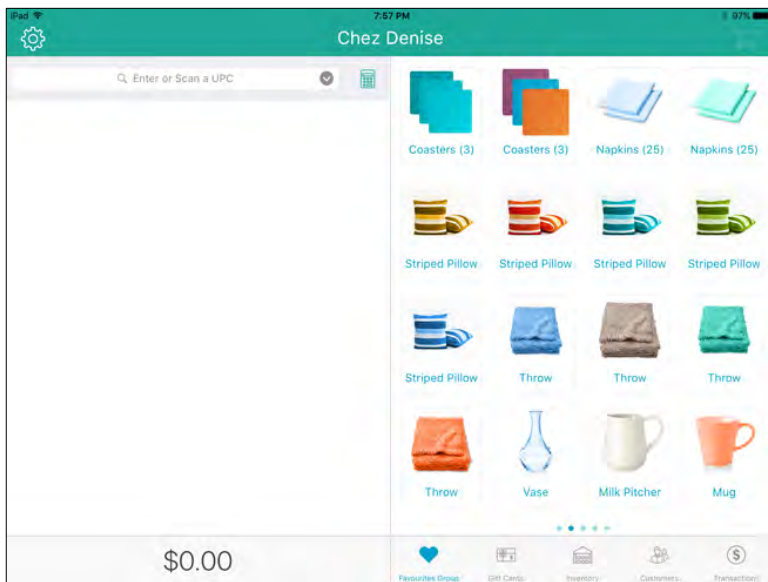 iPad 7:57 PM 97%
Chez Denise
Enter or Scan a UPC
Coasters (3) Coasters (3) Napkins (25) Napkins (25)
Striped Pillow Striped Pillow Striped Pillow Striped Pillow
Striped Pillow Throw Throw Throw
Throw Vase Milk Pitcher Mug
$0.00
Favourites Group Gift Cards Inventory Customers Transaction